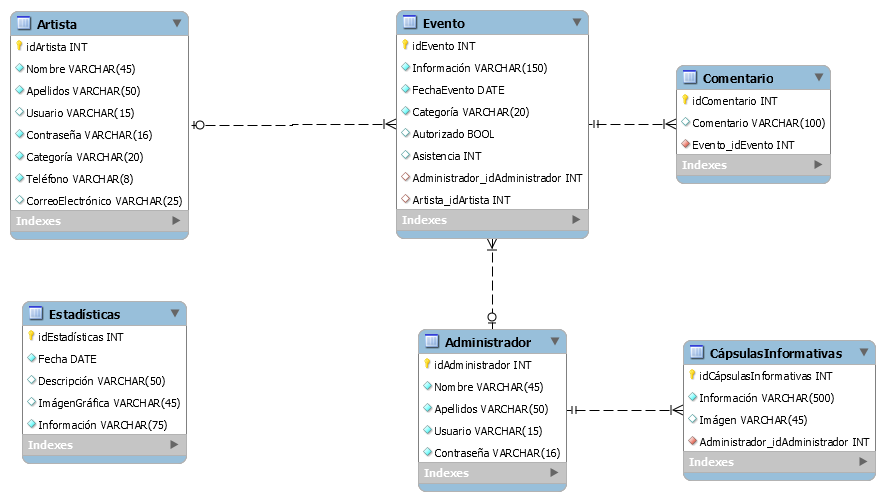 Artista
idArtista INT
Nombre VARCHAR(45)
Apellidos VARCHAR(50)
Usuario VARCHAR(15)
Contraseña VARCHAR(16)
Categoría VARCHAR(20)
Teléfono VARCHAR(8)
CorreoElectrónico VARCHAR(25)
Indexes
Evento
idEvento INT
Información VARCHAR(150)
FechaEvento DATE
Categoría VARCHAR(20)
Autorizado BOOL
Asistencia INT
Administrador_idAdministrador INT
Artista_idArtista INT
Indexes
Comentario
idComentario INT
Comentario VARCHAR(100)
Evento_idEvento INT
Indexes
Estadísticas
idEstadísticas INT
Fecha DATE
Descripción VARCHAR(50)
ImágenGráfica VARCHAR(45)
Información VARCHAR(75)
Indexes
Administrador
idAdministrador INT
Nombre VARCHAR(45)
Apellidos VARCHAR(50)
Usuario VARCHAR(15)
Contraseña VARCHAR(16)
Indexes
CápsulasInformativas
idCápsulasInformativas INT
Información VARCHAR(500)
Imágen VARCHAR(45)
Administrador_idAdministrador INT
Indexes